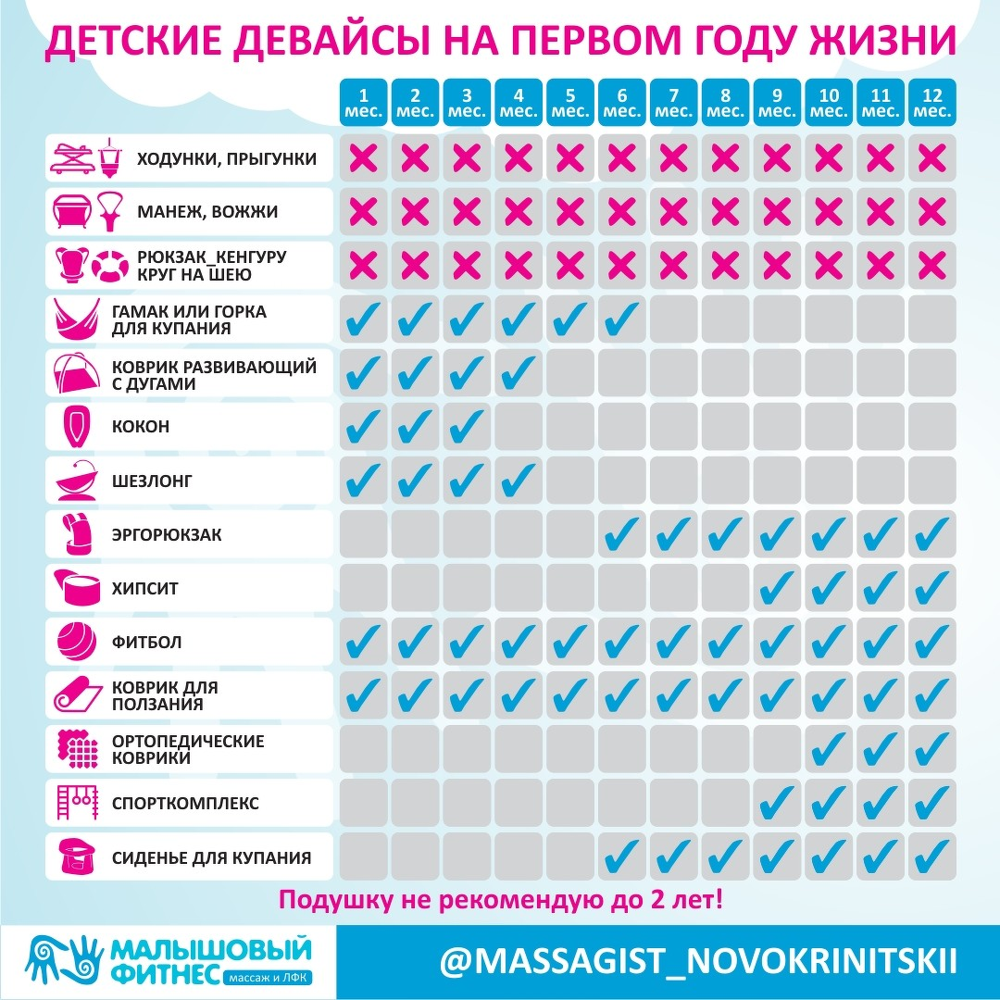 ДЕТСКИЕ ДЕВАЙСЫ НА ПЕРВОМ ГОДУ ЖИЗНИ
1 2 3 4 5 6 7 8 9 10 11 12
мес. мес. мес. мес. мес. мес. мес. мес. мес. мес. мес. мес.
ХОДУНКИ, ПРЫГУНКИ
МАНЕЖ, ВОЖЖИ
РЮКЗАК_КЕНГУРУ
КРУГ НА ШЕЮ
ГАМАК ИЛИ ГОРКА
ДЛЯ КУПАНИЯ
КОВРИК РАЗВИВАЮЩИЙ
С ДУГАМИ
КОКОН
ШЕЗЛОНГ
ЭРГОРЮКЗАК
ХИПСИТ
ФИТБОЛ
КОВРИК ДЛЯ
ПОЛЗАНИЯ
ОРТОПЕДИЧЕСКИЕ
КОВРИКИ
СПОРТКОМПЛЕКС
СИДЕНЬЕ ДЛЯ КУПАНИЯ
Подушку не рекомендую до 2 лет!
МАЛЫШОВЫЙ
ФИТНЕС массаж и ЛФК
@MASSAGIST_NOVOKRINITSKII